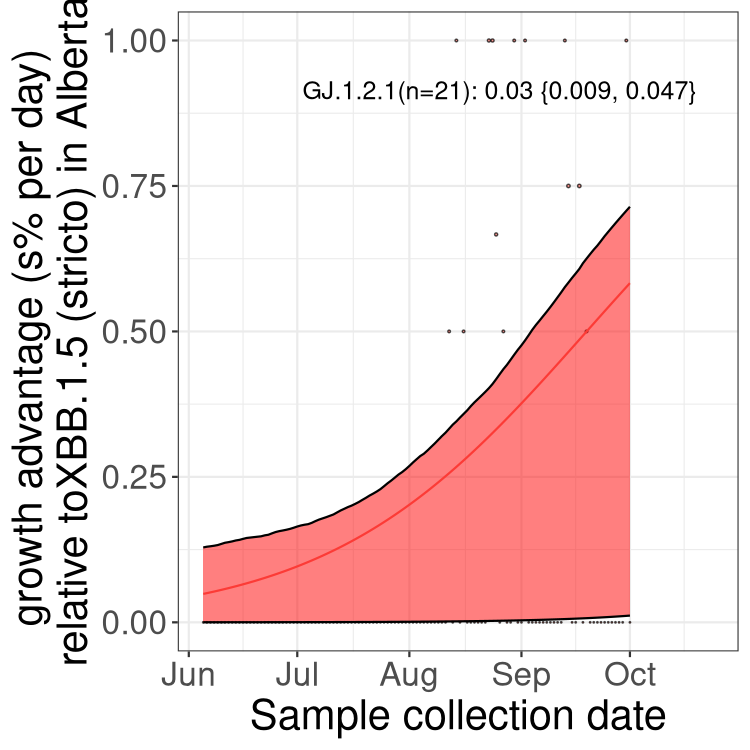 growth advantage (s% per day)
relative toXBB.1.5 (stricto) in Alberta
1.00
0.75
0.50
0.25
0.00
GJ.1.2.1(n=21): 0.03 {0.009, 0.047}
Jun Jul Aug Sep Oct
Sample collection date